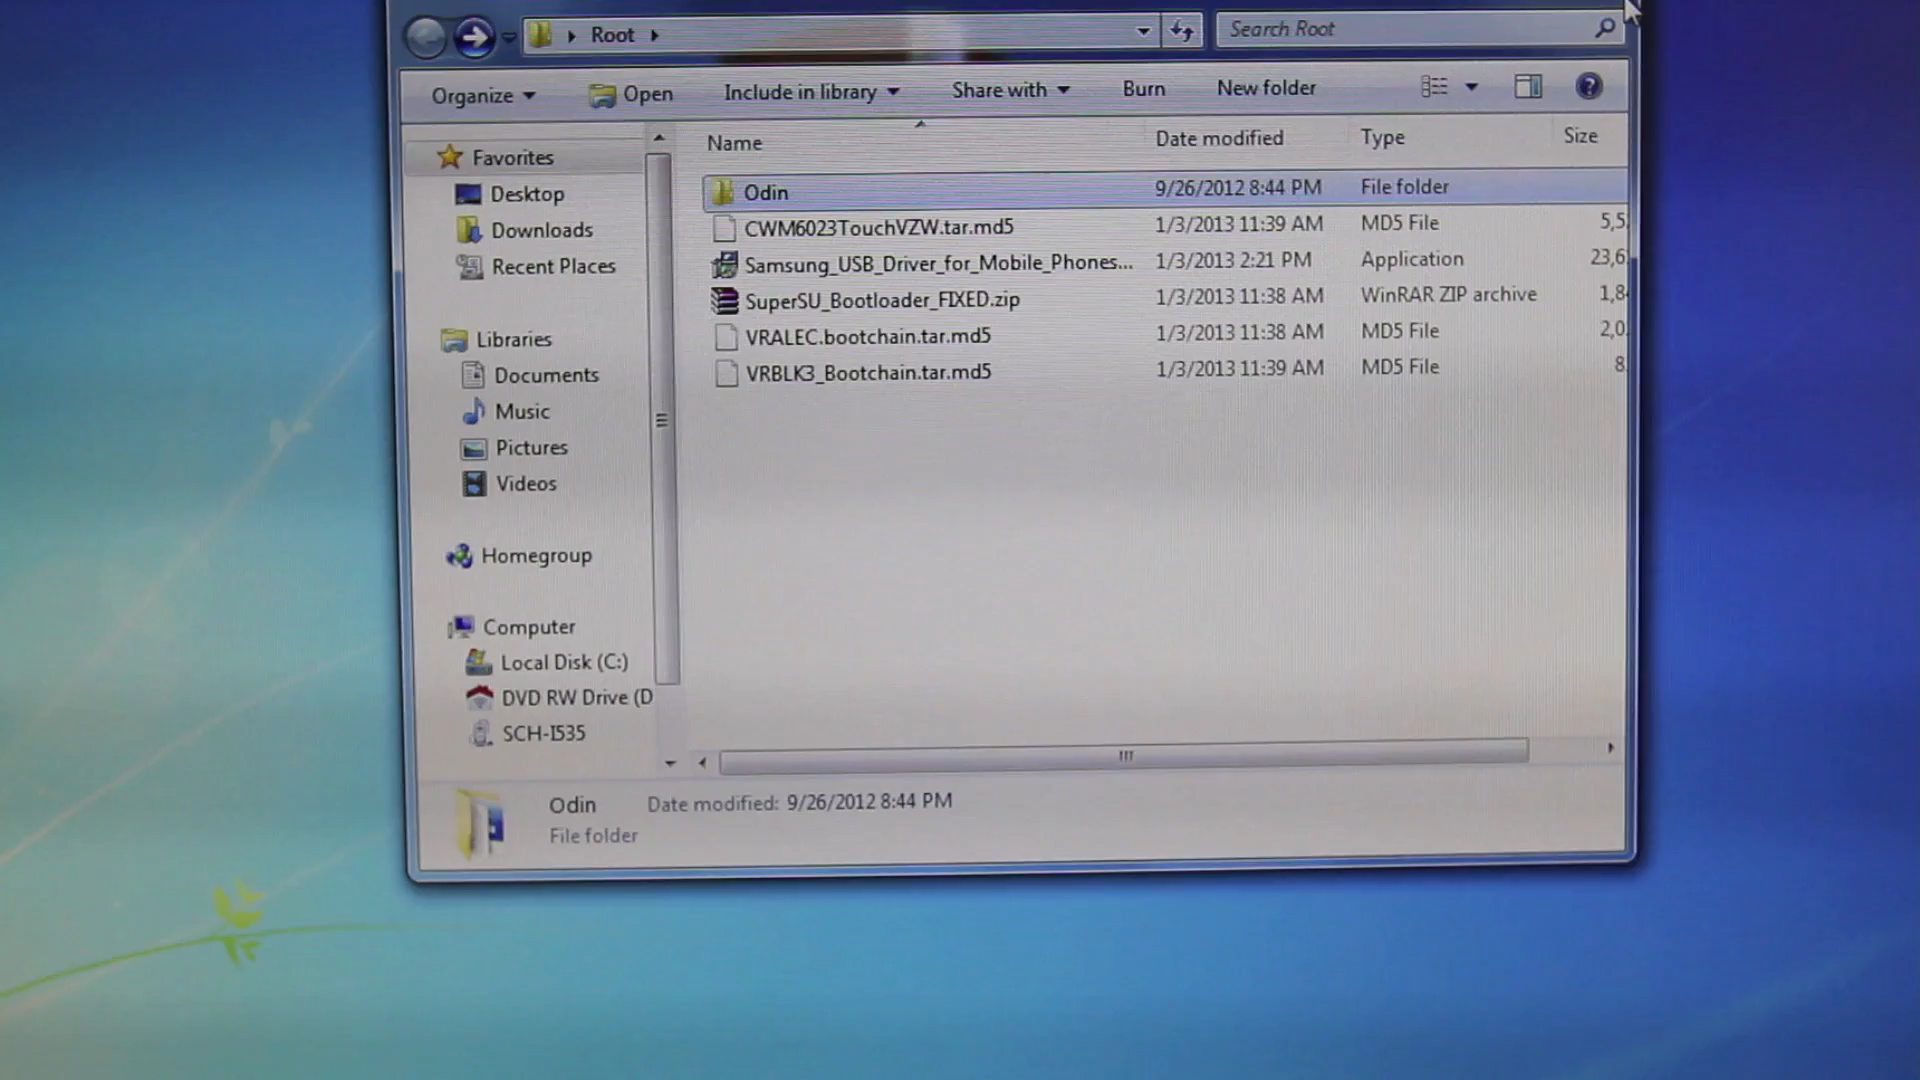 Root
Search Root
Organize
Open
Include in library
Share with
Burn
New folder
Name
Date modified
Type
Size
Favorites
Desktop
Downloads
Recent Places
Libraries
Documents
Music
Pictures
Videos
Homegroup
Computer
Local Disk (C:)
DVD RW Drive (D
SCH-I535
Odin 9/26/2012 8:44 PM File folder
CWM6023TouchVZW.tar.md5 1/3/2013 11:39 AM MD5 File 5,5
Samsung_USB_Driver_for_Mobile_Phones... 1/3/2013 2:21 PM Application 23,6
SuperSU_Bootloader_FIXED.zip 1/3/2013 11:38 AM WinRAR ZIP archive 1,8
VRALEC.bootchain.tar.md5 1/3/2013 11:38 AM MD5 File 2,0
VRBLK3_Bootchain.tar.md5 1/3/2013 11:39 AM MD5 File 8
Odin Date modified: 9/26/2012 8:44 PM
File folder